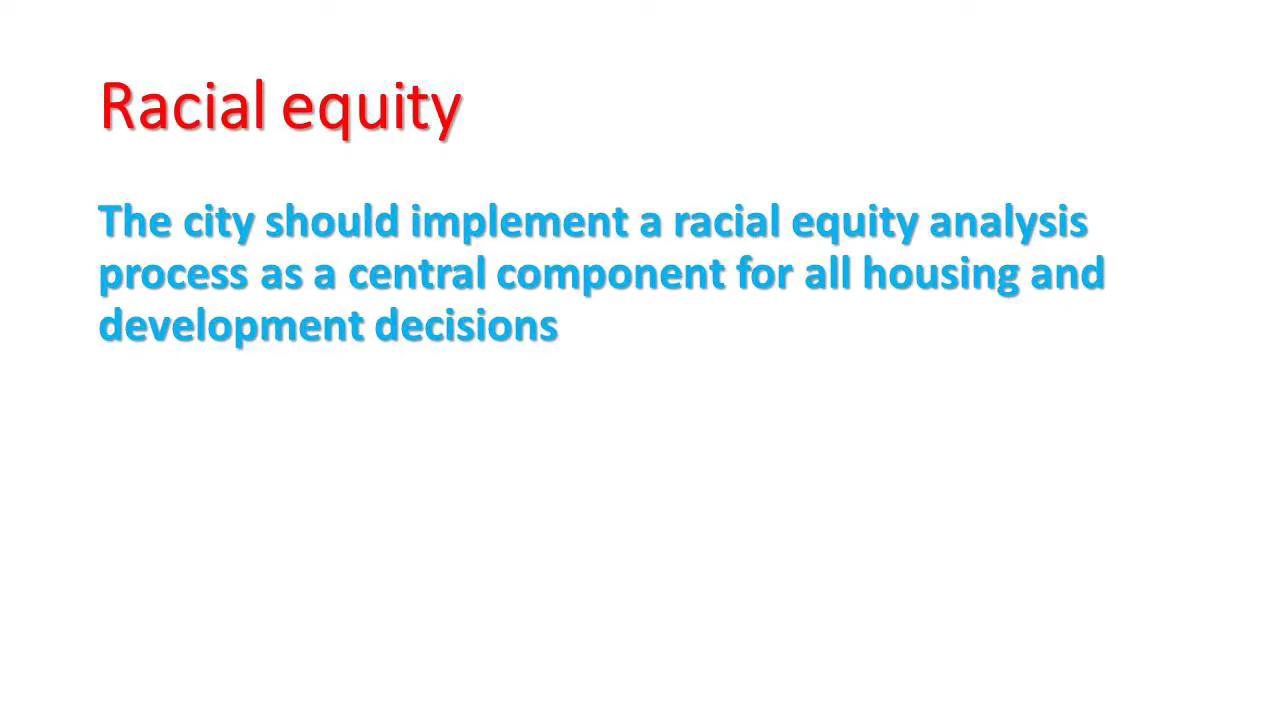 Racial equity
The city should implement a racial equity analysis
process as a central component for all housing and
development decisions